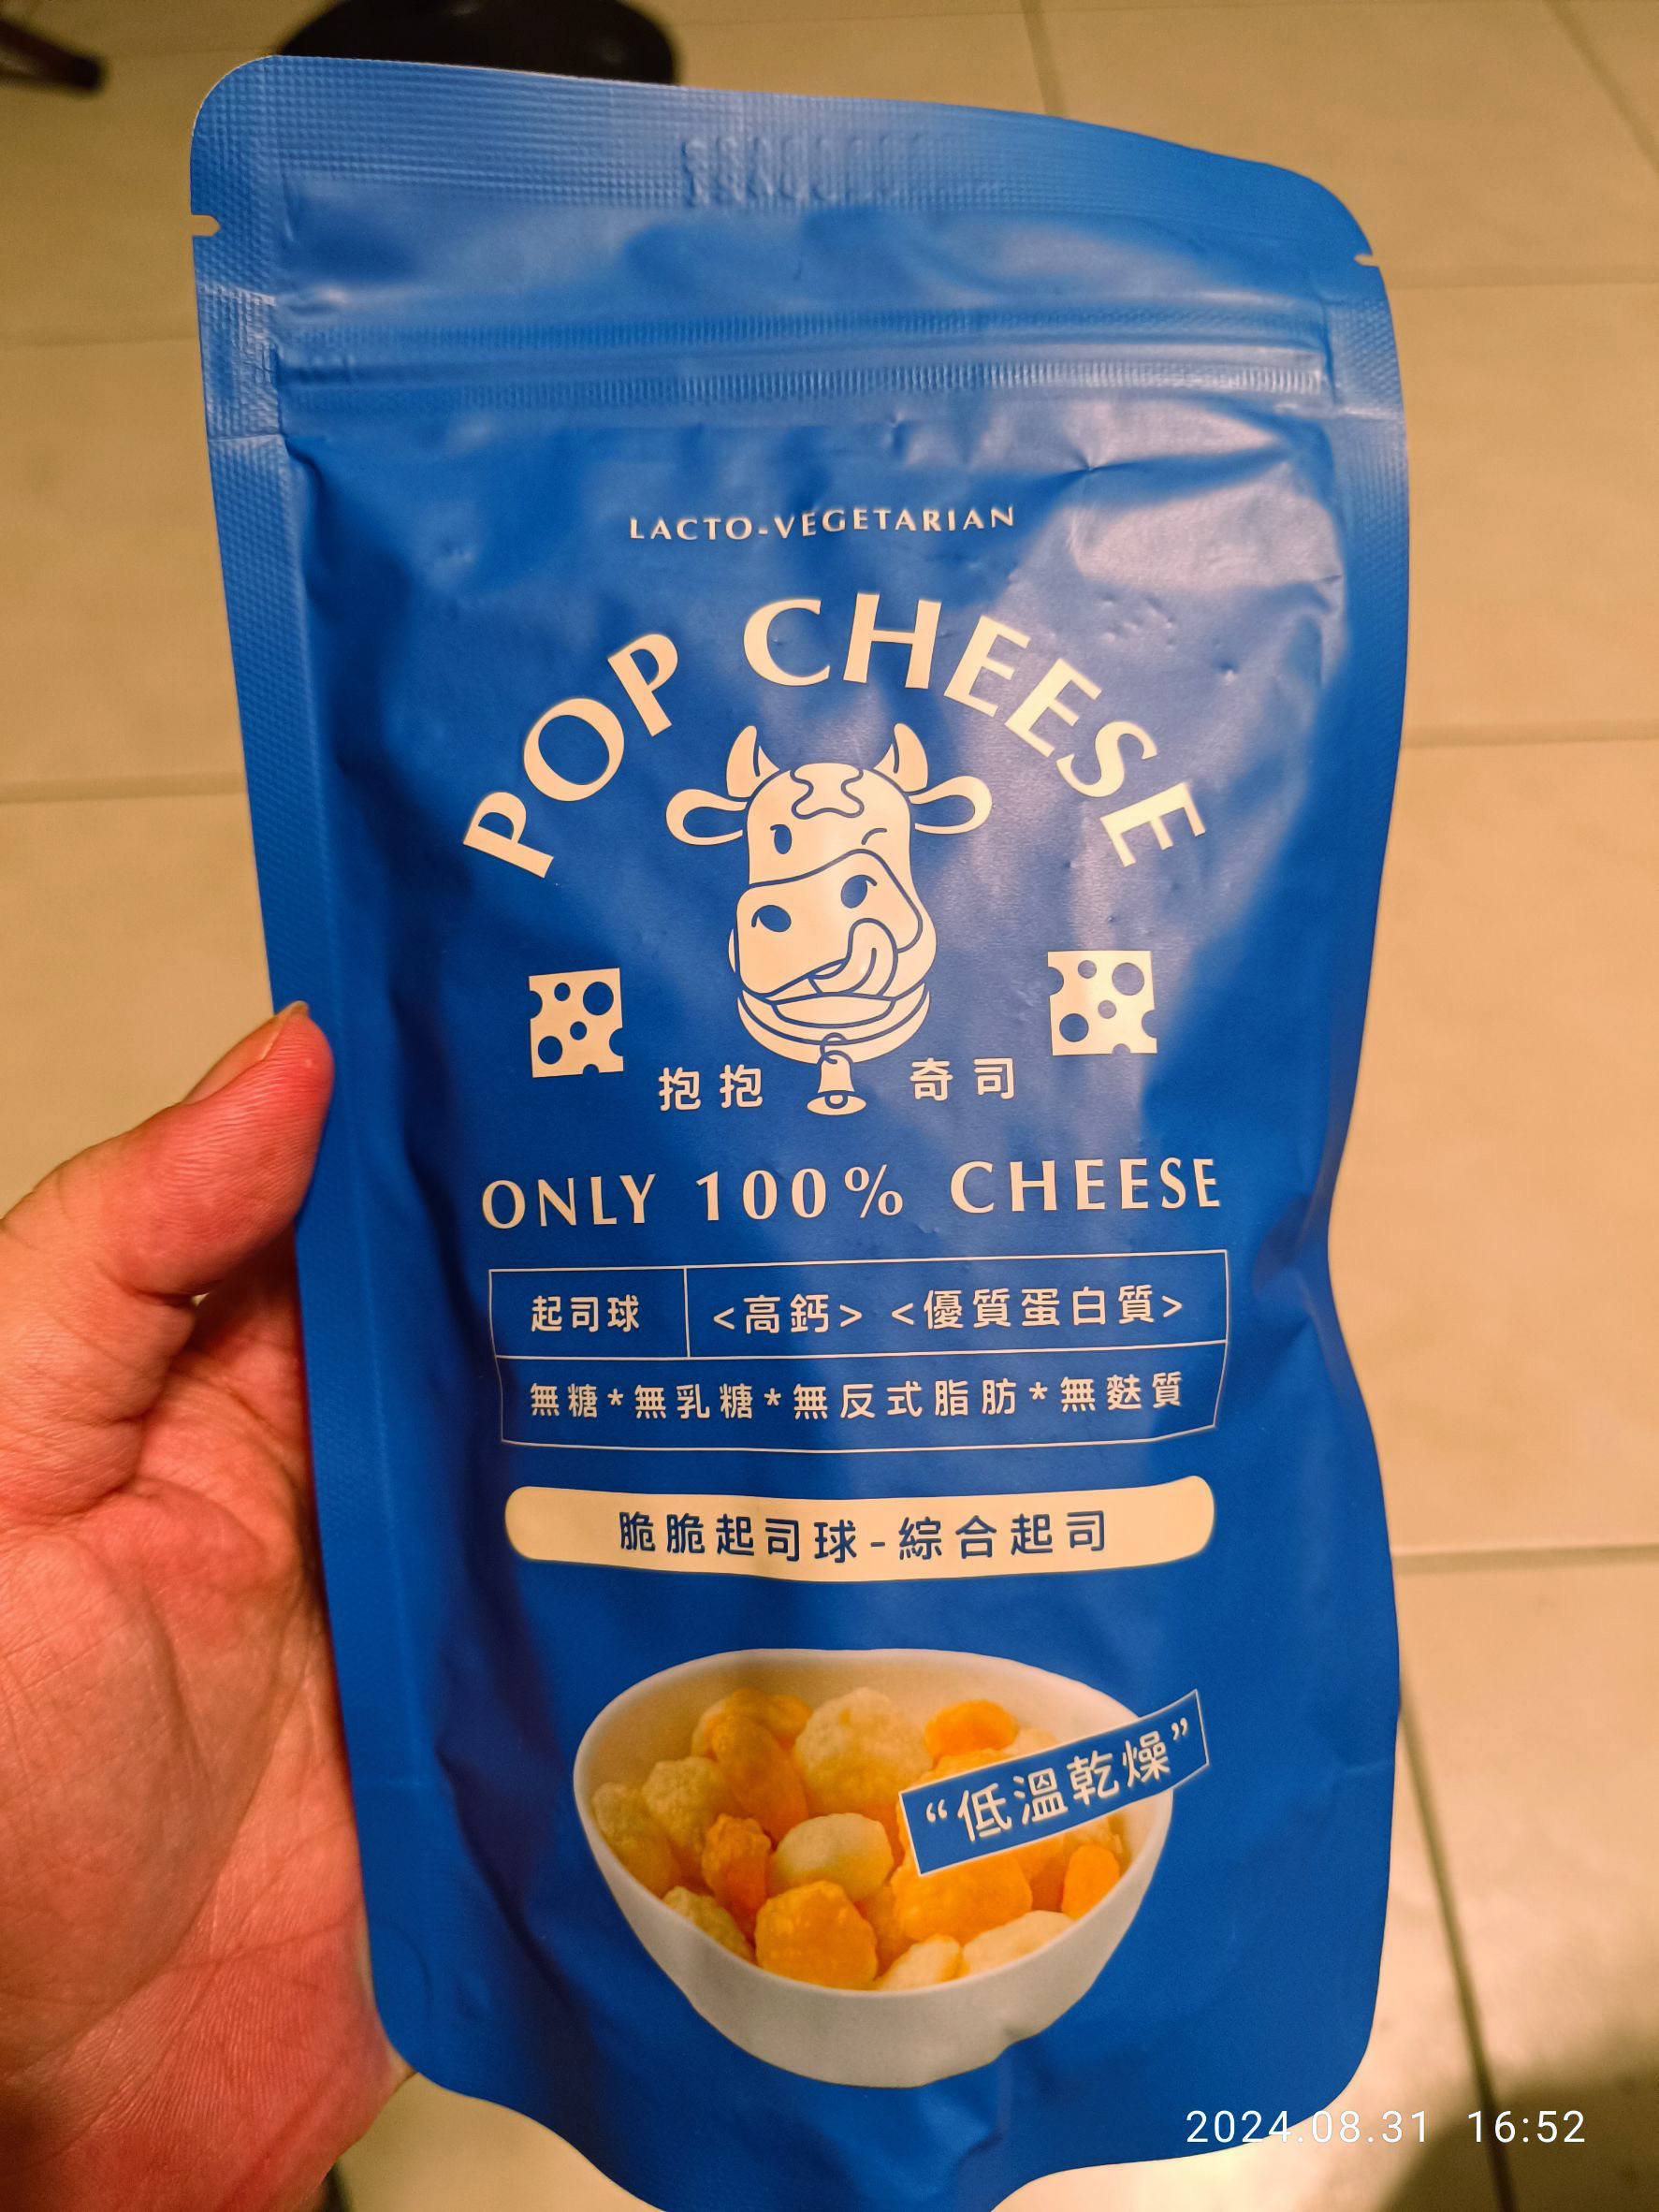 LACTO-VEGETARIAN
POP CHEESE
抱抱 奇司
ONLY 100% CHEESE
起司球 <高鈣> <優質蛋白質>
無糖*無乳糖*無反式脂肪*無麩質
脆脆起司球-綜合起司
“低溫乾燥”
2024.08.31 16:52